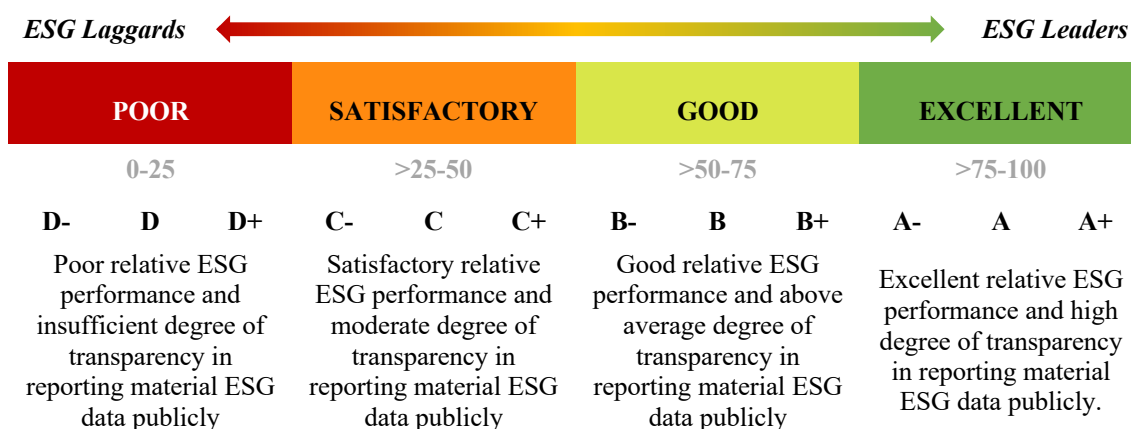 ESG Laggards ESG Leaders
POOR SATISFACTORY GOOD EXCELLENT
0-25 >25-50 >50-75 >75-100
D- D D+ C- C C+ B- B B+ A- A A+
Poor relative ESG
performance and
insufficient degree of
transparency in
reporting material ESG
data publicly
Satisfactory relative
ESG performance and
moderate degree of
transparency in
reporting material ESG
data publicly
Good relative ESG
performance and above
average degree of
transparency in
reporting material ESG
data publicly
Excellent relative ESG
performance and high
degree of transparency
in reporting material
ESG data publicly.